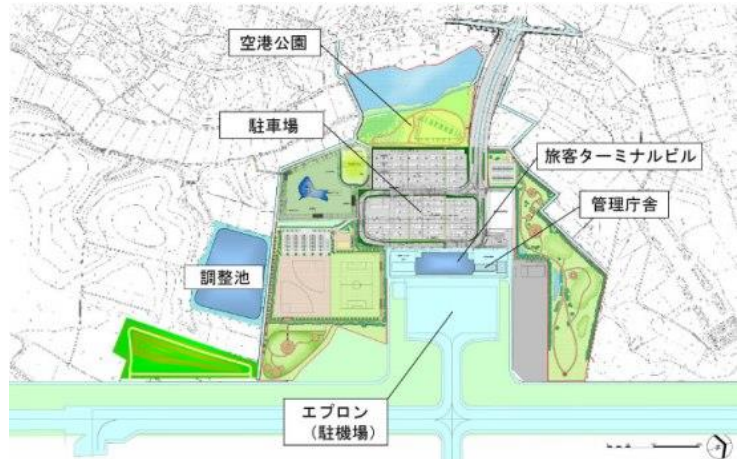 空港公園
駐車場
旅客ターミナルビル
管理庁舎
調整池
エプロン
（駐機場）